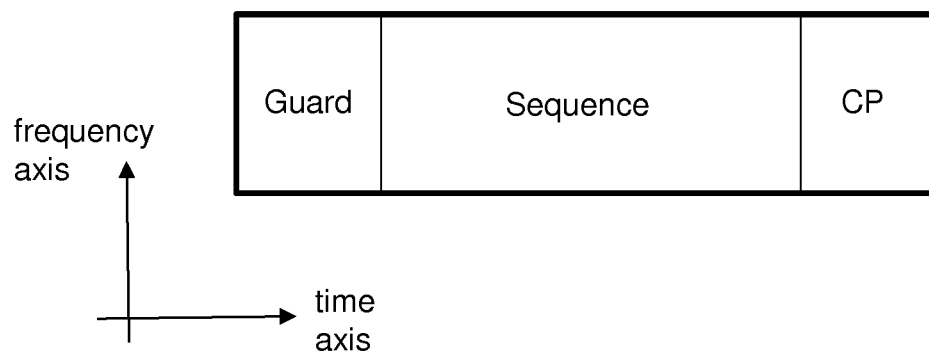 Guard
Sequence
CP
frequency
axis
time
axis